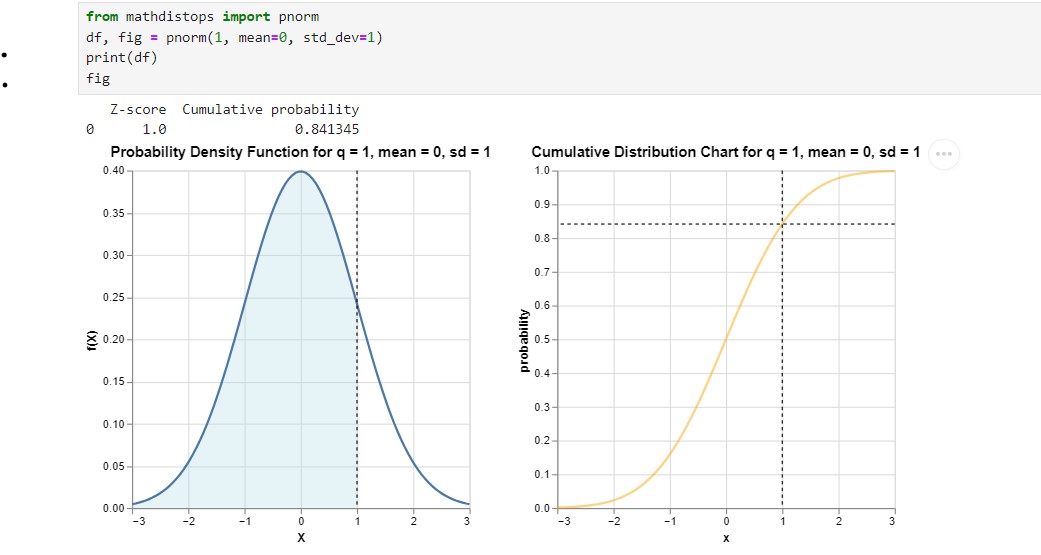 from mathdistops import pnorm
df, fig = pnorm(1, mean=0, std_dev=1)
print(df)
fig
Z-score Cumulative probability
0 1.0 0.841345
Probability Density Function for q = 1, mean = 0, sd = 1
0.40
0.35
0.30
0.25
0.20
0.15
0.10
0.05
0.00
f(X)
−3 −2 −1 0 1 2 3
X
Cumulative Distribution Chart for q = 1, mean = 0, sd = 1
1.0
0.9
0.8
0.7
0.6
0.5
0.4
0.3
0.2
0.1
0.0
probability
−3 −2 −1 0 1 2 3
x